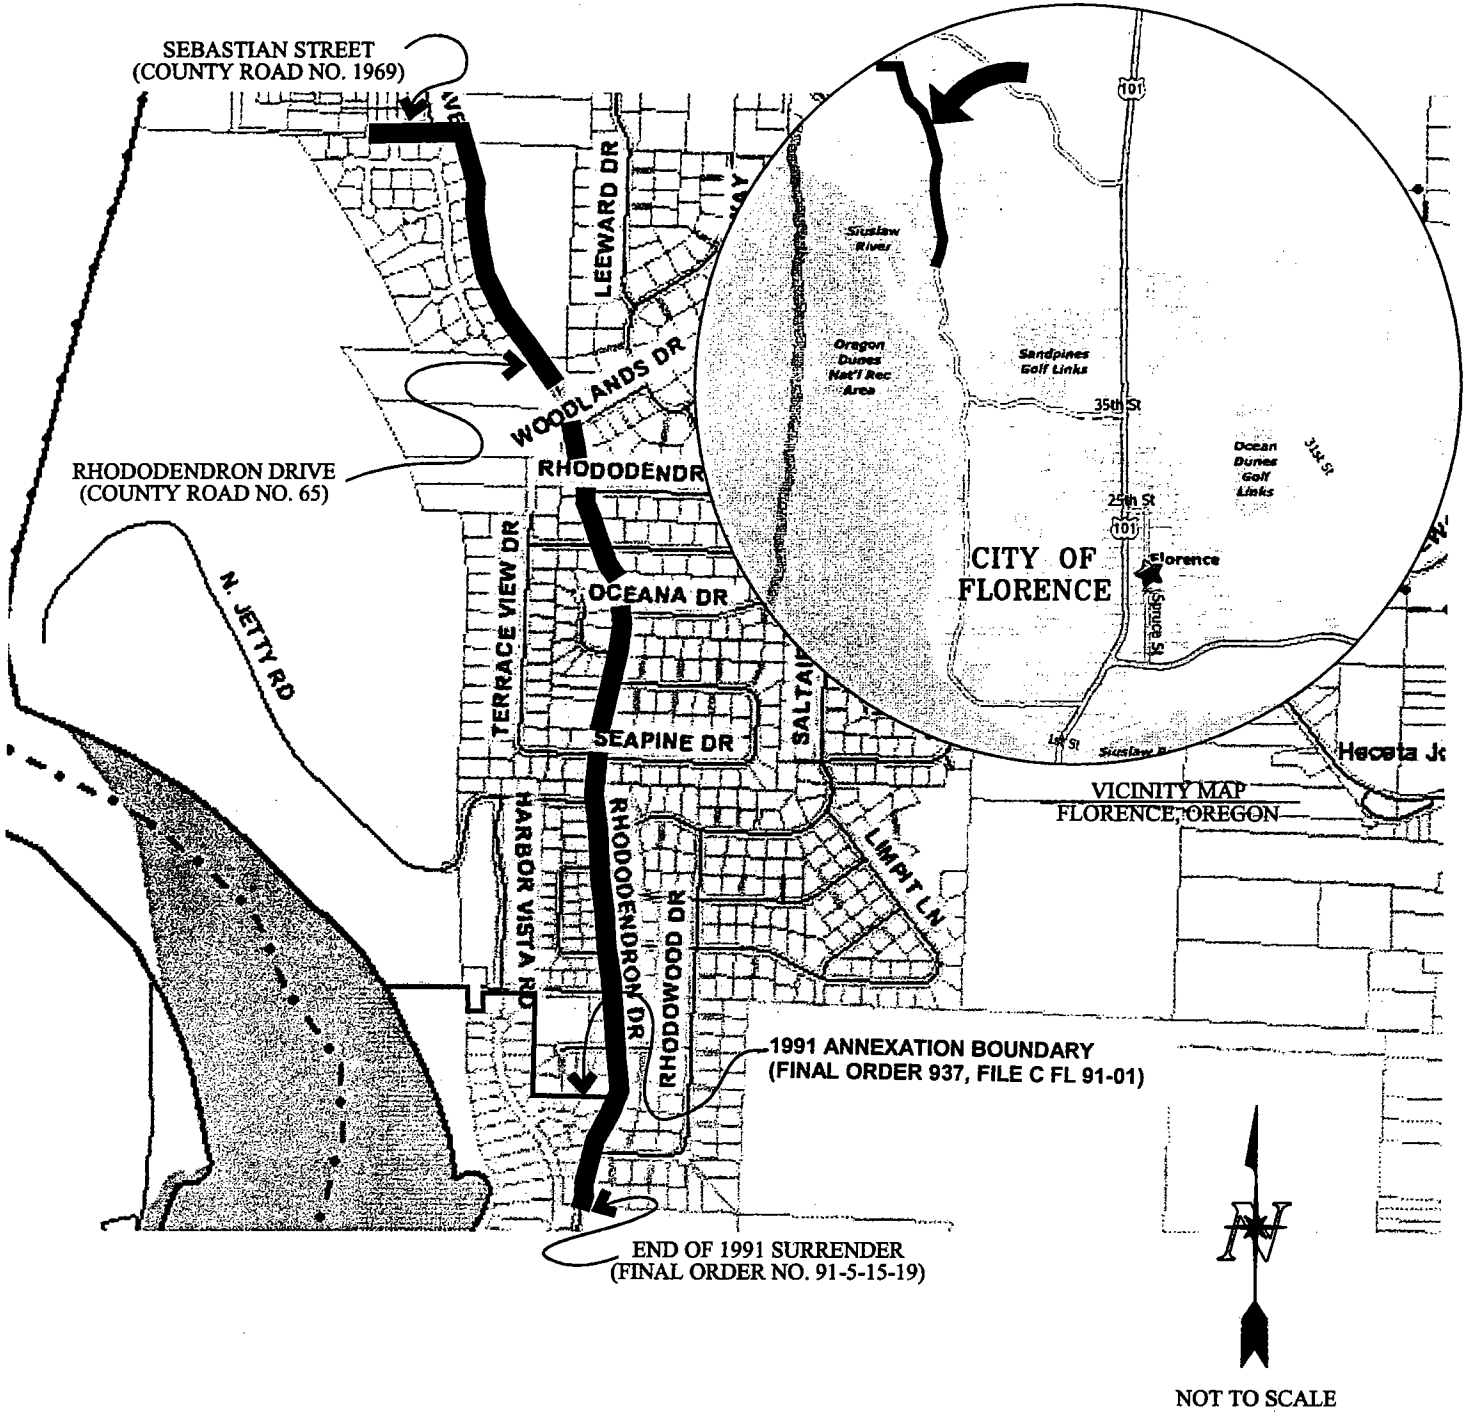 SEBASTIAN STREET
(COUNTY ROAD NO. 1969)
AVE
LEEWARD DR
WAY
WOODLANDS DR
RHODODENDRON DRIVE
(COUNTY ROAD NO. 65)
RHODODENDR
TERRACE VIEW DR
OCEANA DR
N. JETTY RD
SALTAIR
SEAPINE DR
HARBOR VISTA RD
RHODODENDRON DR
RHODOWOOD DR
LIMPIT LN
101
Siuslaw
River
Oregon
Dunes
Nat'l Rec
Area
Sandpines
Golf Links
35th St
Ocean
Dunes
Golf
Links
31st St
25th St
101
CITY OF
FLORENCE
Florence
Spruce St
1st St
Siuslaw R
Heceta Jc
VICINITY MAP
FLORENCE, OREGON
1991 ANNEXATION BOUNDARY
(FINAL ORDER 937, FILE C FL 91-01)
END OF 1991 SURRENDER
(FINAL ORDER NO. 91-5-15-19)
N
NOT TO SCALE